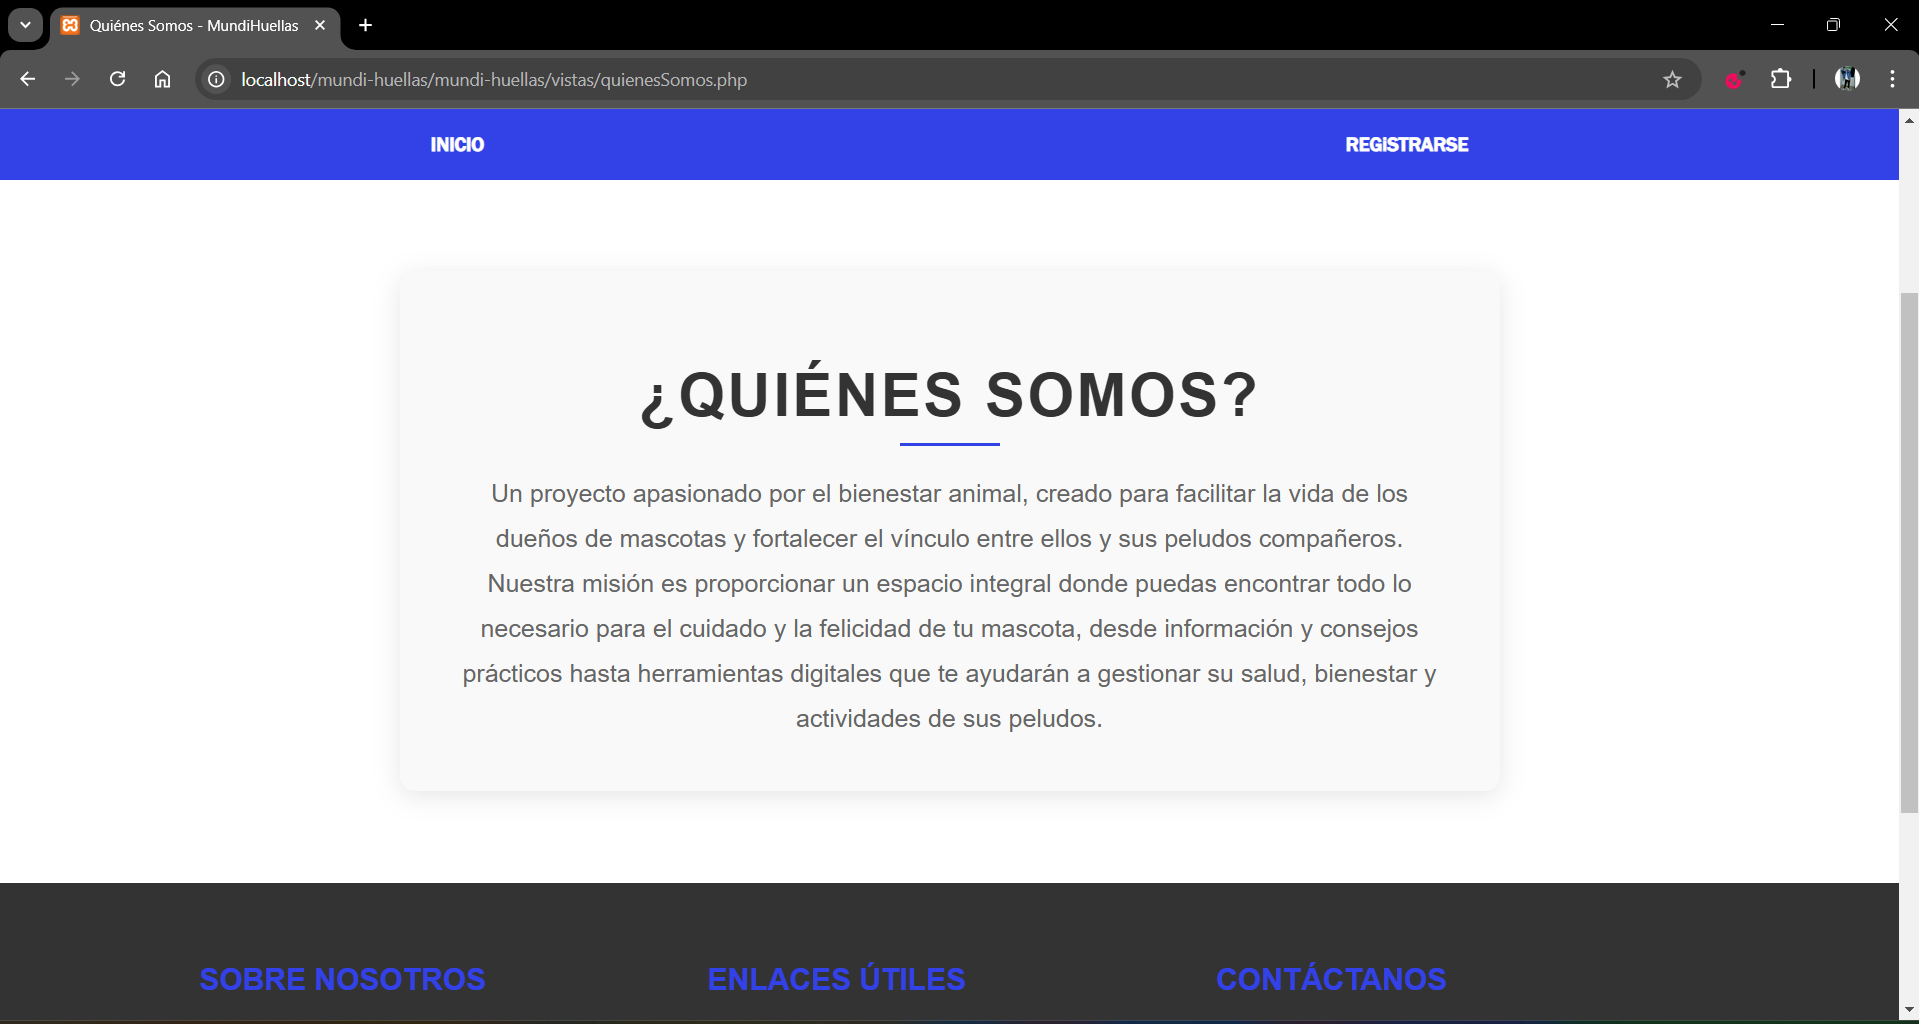 Quiénes Somos - MundiHuellas
localhost/mundi-huellas/mundi-huellas/vistas/quienesSomos.php
INICIO
REGISTRARSE
¿QUIÉNES SOMOS?
Un proyecto apasionado por el bienestar animal, creado para facilitar la vida de los
dueños de mascotas y fortalecer el vínculo entre ellos y sus peludos compañeros.
Nuestra misión es proporcionar un espacio integral donde puedas encontrar todo lo
necesario para el cuidado y la felicidad de tu mascota, desde información y consejos
prácticos hasta herramientas digitales que te ayudarán a gestionar su salud, bienestar y
actividades de sus peludos.
SOBRE NOSOTROS
ENLACES ÚTILES
CONTÁCTANOS